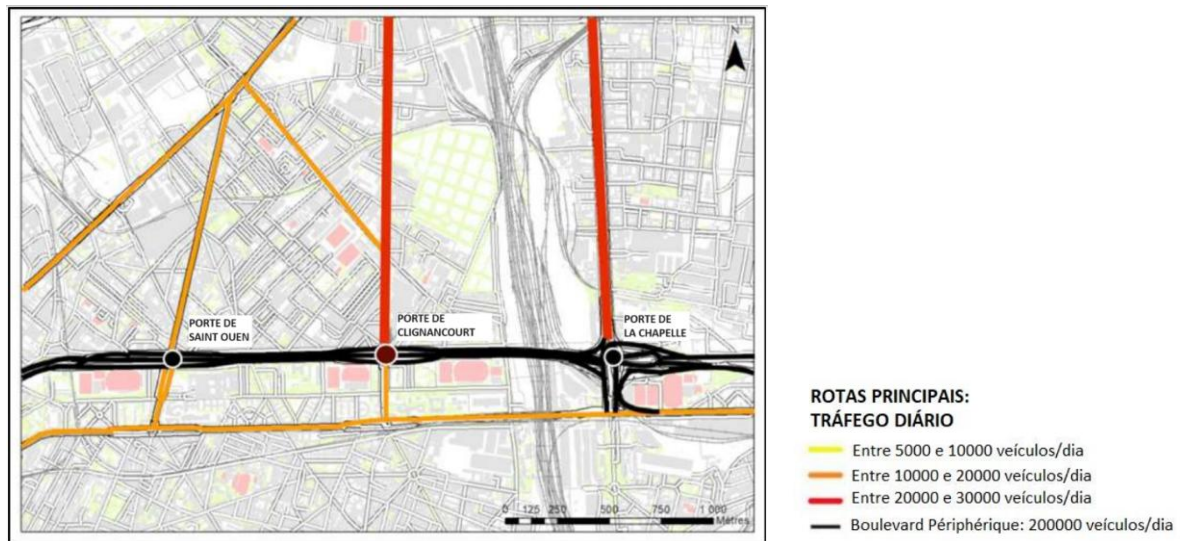 N
PORTE DE
SAINT OUEN
PORTE DE
CLIGNANCOURT
PORTE DE
LA CHAPELLE
0 125 250 500 750 1 000
Mètres
ROTAS PRINCIPAIS:
TRÁFEGO DIÁRIO
Entre 5000 e 10000 veículos/dia
Entre 10000 e 20000 veículos/dia
Entre 20000 e 30000 veículos/dia
Boulevard Périphérique: 200000 veículos/dia